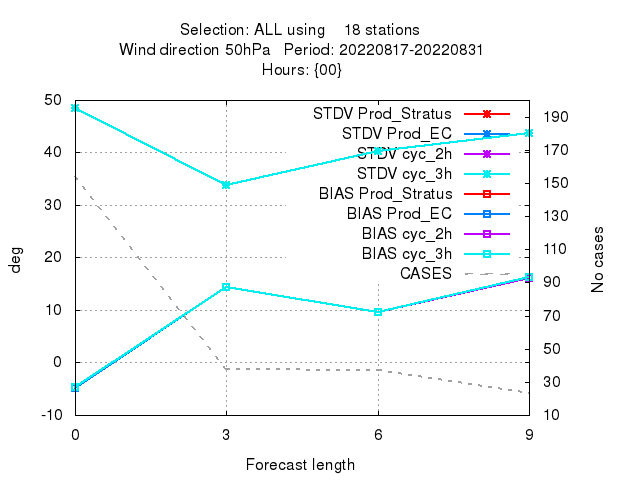 Selection: ALL using 18 stations
Wind direction 50hPa Period: 20220817-20220831
Hours: {00}
50
40
30
20
10
0
-10
deg
190
170
150
130
110
90
70
50
30
10
No cases
STDV Prod_Stratus
STDV Prod_EC
STDV cyc_2h
STDV cyc_3h
BIAS Prod_Stratus
BIAS Prod_EC
BIAS cyc_2h
BIAS cyc_3h
CASES
0 3 6 9
Forecast length